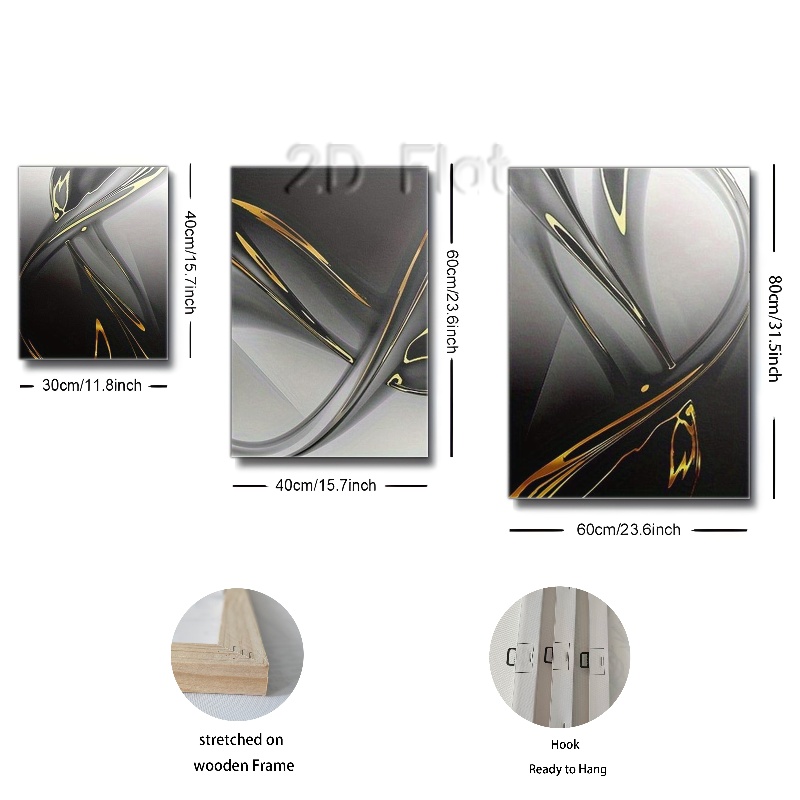 2D Flat
40cm/15.7inch
30cm/11.8inch
60cm/23.6inch
40cm/15.7inch
80cm/31.5inch
60cm/23.6inch
stretched on
wooden Frame
Hook
Ready to Hang